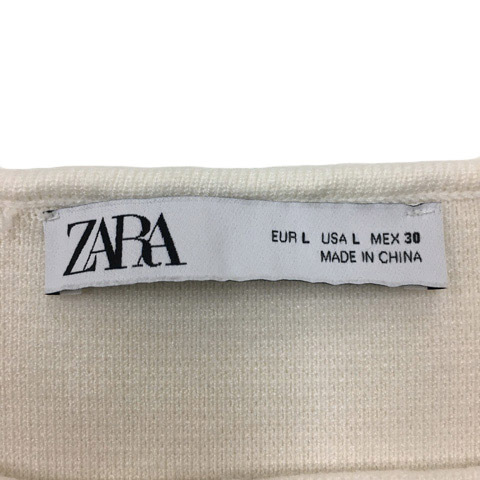 ZARA
EUR L USA L MEX 30
MADE IN CHINA